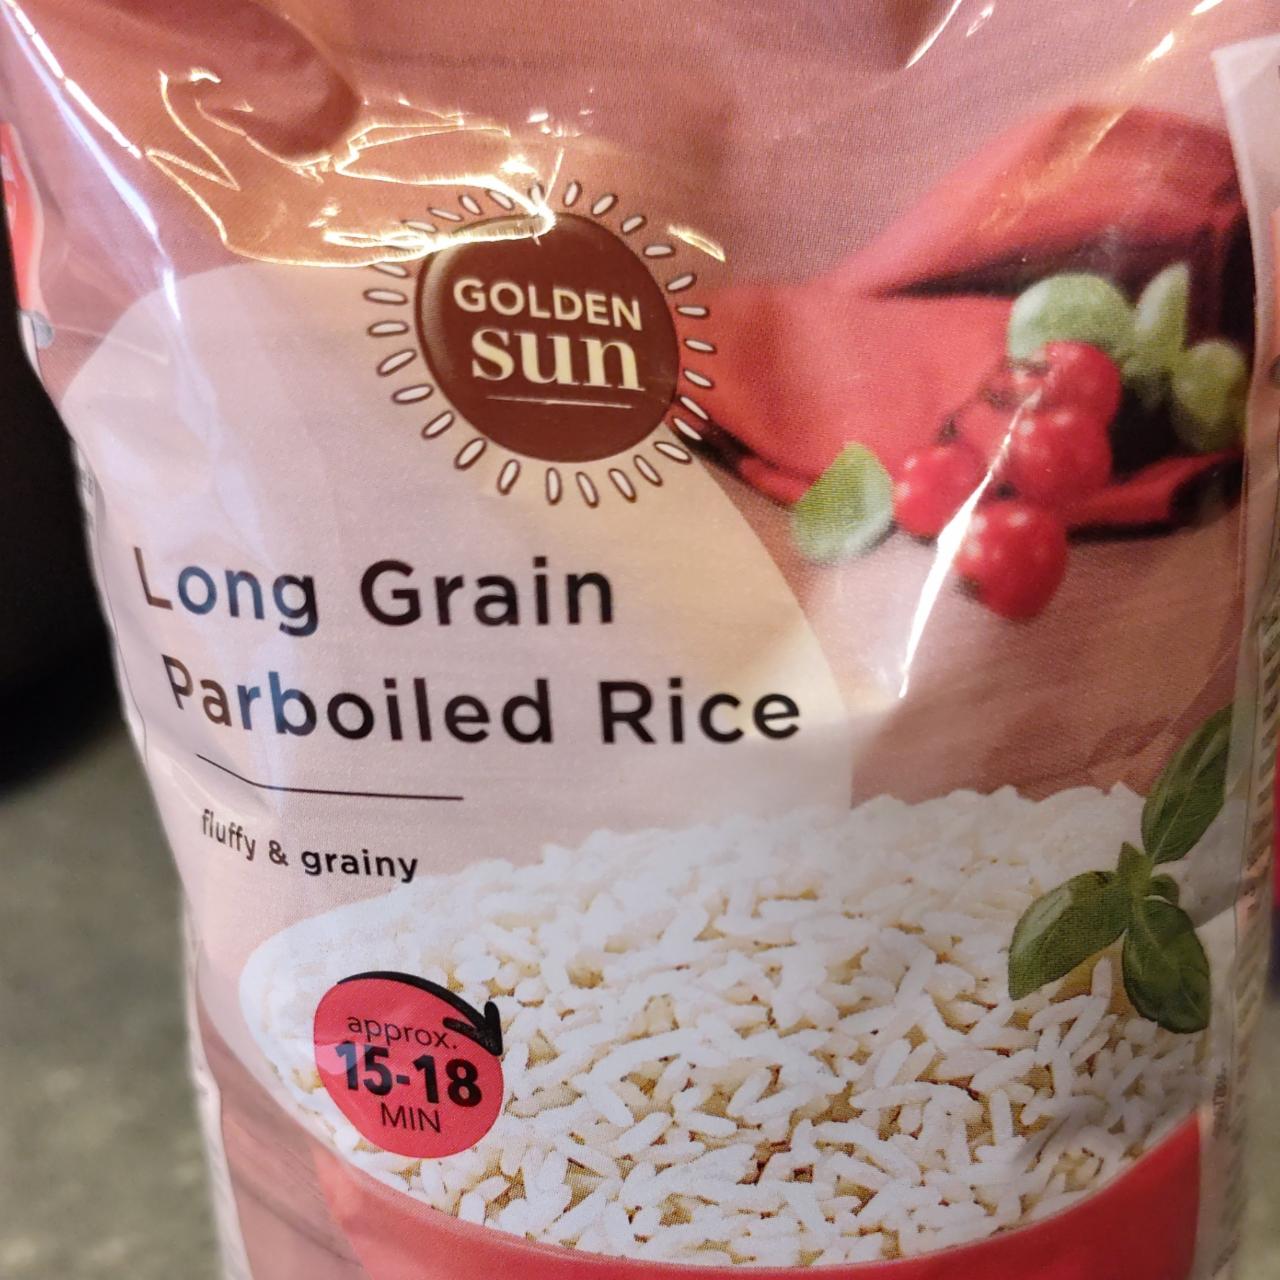 GOLDEN
sun
Long Grain
Parboiled Rice
fluffy & grainy
approx.
15-18
MIN